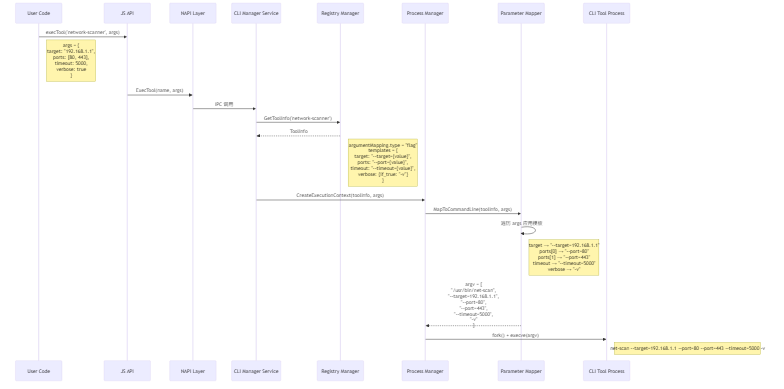 User Code
JS API
NAPI Layer
CLI Manager Service
Registry Manager
Process Manager
Parameter Mapper
CLI Tool Process
execTool('network-scanner', args)
args = {
target: "192.168.1.1",
ports: [80, 443],
timeout: 5000,
verbose: true
}
ExecTool(name, args)
IPC 调用
GetToolInfo('network-scanner')
ToolInfo
argumentMapping.type = "flag"
templates = {
target: "--target={value}",
ports: "--port={value}",
timeout: "--timeout={value}",
verbose: {if_true: "-v"}
}
CreateExecutionContext(toolInfo, args)
MapToCommandLine(toolInfo, args)
遍历 args 应用模板
target → "--target=192.168.1.1"
ports[0] → "--port=80"
ports[1] → "--port=443"
timeout → "--timeout=5000"
verbose → "-v"
argv = [
"/usr/bin/net-scan",
"--target=192.168.1.1",
"--port=80",
"--port=443",
"--timeout=5000",
"-v"
]
fork() + execve(argv)
net-scan --target=192.168.1.1 --port=80 --port=443 --timeout=5000 -v
User Code
JS API
NAPI Layer
CLI Manager Service
Registry Manager
Process Manager
Parameter Mapper
CLI Tool Process